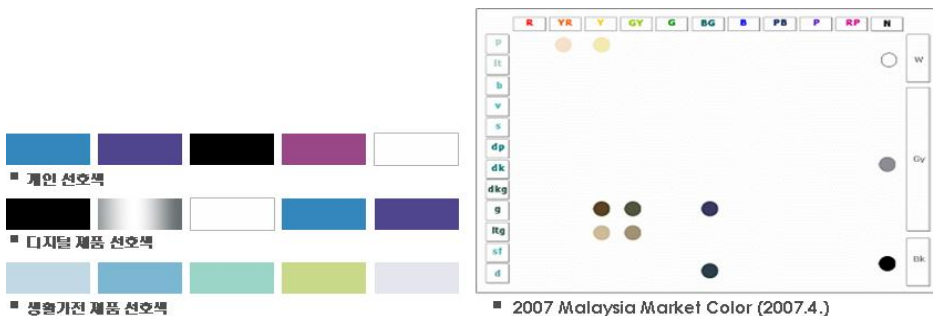 개인 선호색
디지털 제품 선호색
생활가전 제품 선호색
R YR Y GY G BG B PB P RP N
p
lt
b
v
s
dp
dk
dkg
g
ltg
sf
d
W
Gy
Bk
2007 Malaysia Market Color (2007.4.)